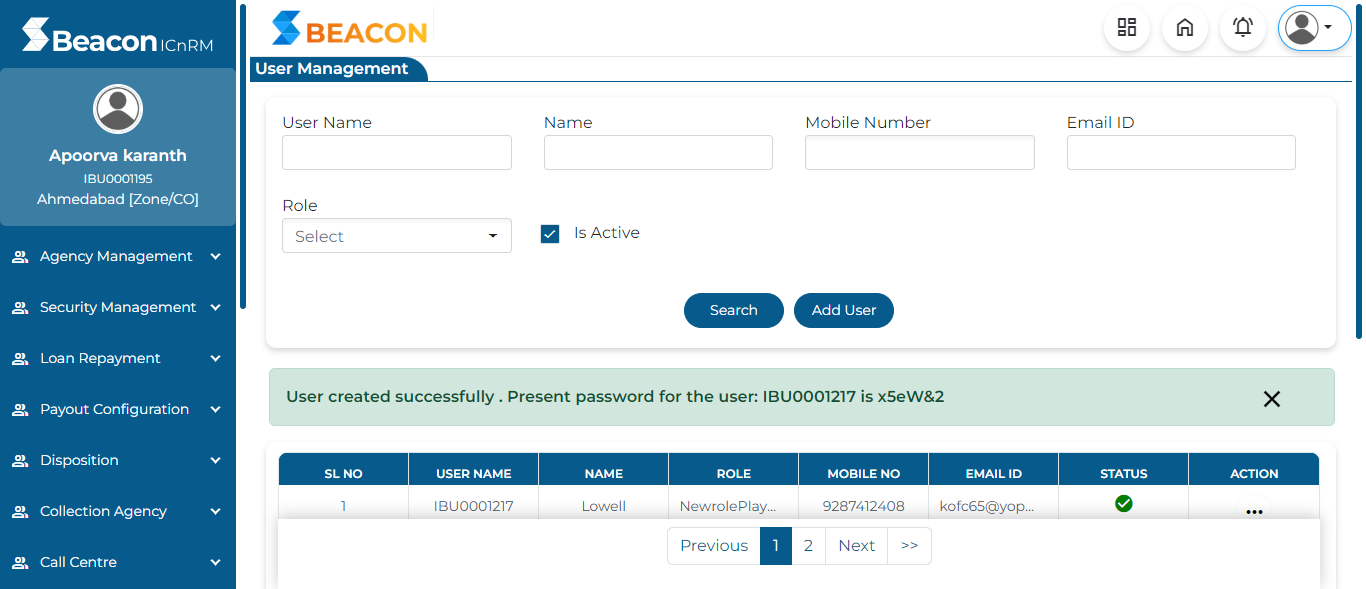 Beacon ICnRM
BEACON
User Management
Apoorva karanth
IBU0001195
Ahmedabad [Zone/CO]
Agency Management
Security Management
Loan Repayment
Payout Configuration
Disposition
Collection Agency
Call Centre
User Name Name Mobile Number Email ID
Role
Select
Is Active
Search Add User
User created successfully . Present password for the user: IBU0001217 is x5eW&2
SL NO USER NAME NAME ROLE MOBILE NO EMAIL ID STATUS ACTION
1 IBU0001217 Lowell NewrolePlay... 9287412408 kofc65@yop... ...
Previous 1 2 Next >>